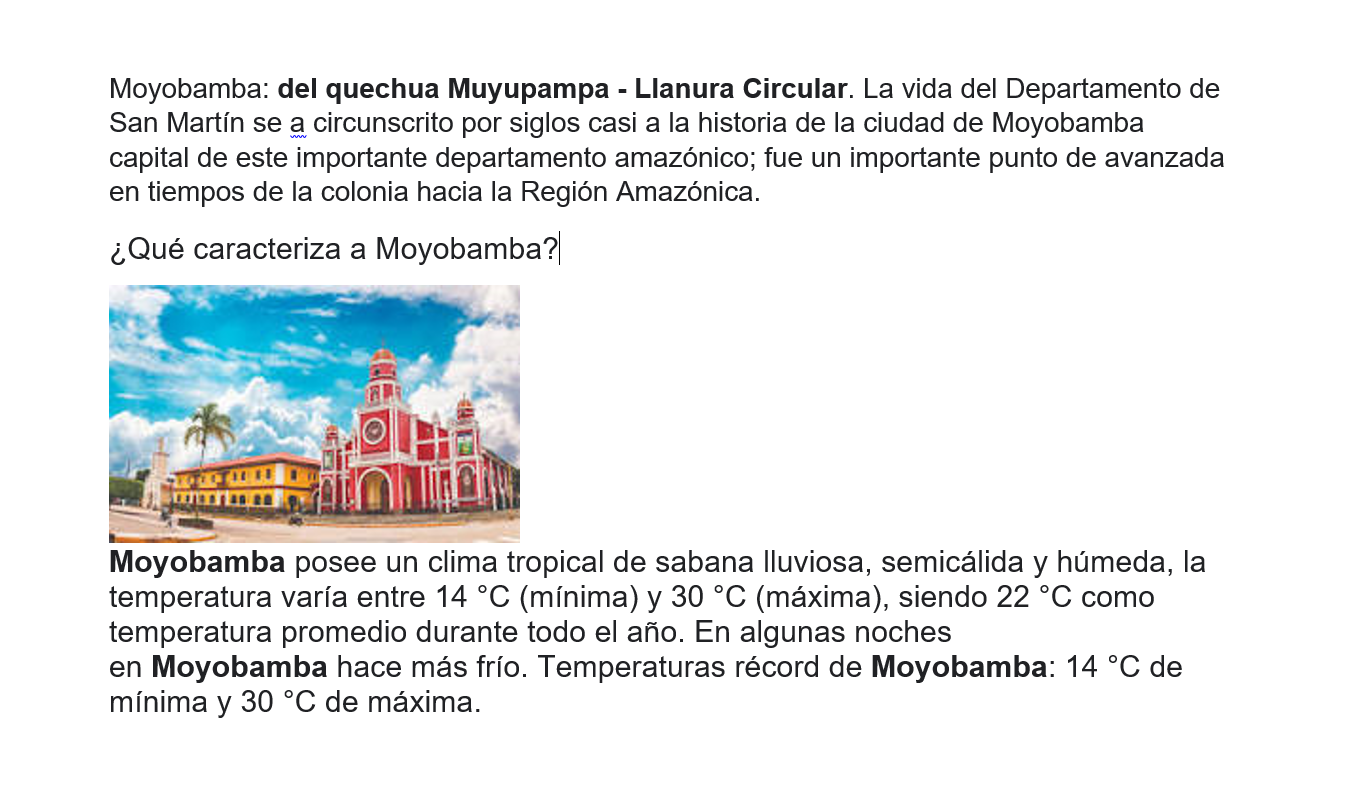 Moyobamba: del quechua Muyupampa - Llanura Circular. La vida del Departamento de
San Martín se a circunscrito por siglos casi a la historia de la ciudad de Moyobamba
capital de este importante departamento amazónico; fue un importante punto de avanzada
en tiempos de la colonia hacia la Región Amazónica.
¿Qué caracteriza a Moyobamba?
Moyobamba posee un clima tropical de sabana lluviosa, semicálida y húmeda, la
temperatura varía entre 14 °C (mínima) y 30 °C (máxima), siendo 22 °C como
temperatura promedio durante todo el año. En algunas noches
en Moyobamba hace más frío. Temperaturas récord de Moyobamba: 14 °C de
mínima y 30 °C de máxima.